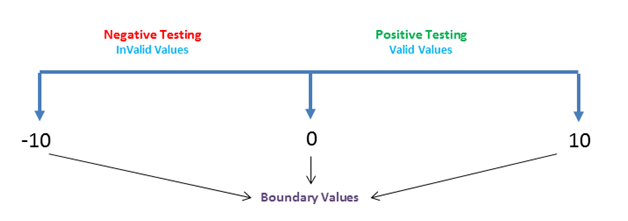 Negative Testing
InValid Values
Positive Testing
Valid Values
-10
0
10
Boundary Values